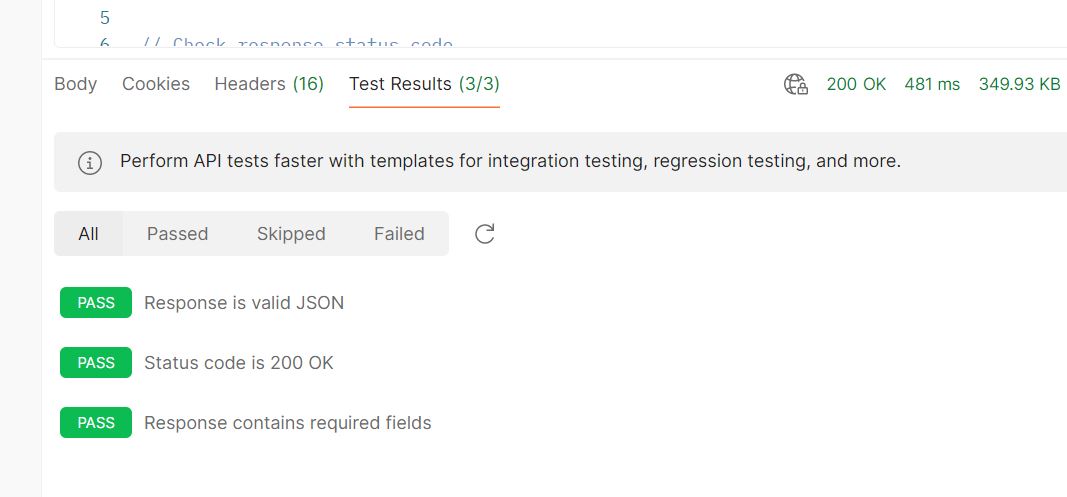 5
6 // Check response status code
Body Cookies Headers (16) Test Results (3/3) 200 OK 481 ms 349.93 KB
Perform API tests faster with templates for integration testing, regression testing, and more.
All Passed Skipped Failed
PASS Response is valid JSON
PASS Status code is 200 OK
PASS Response contains required fields